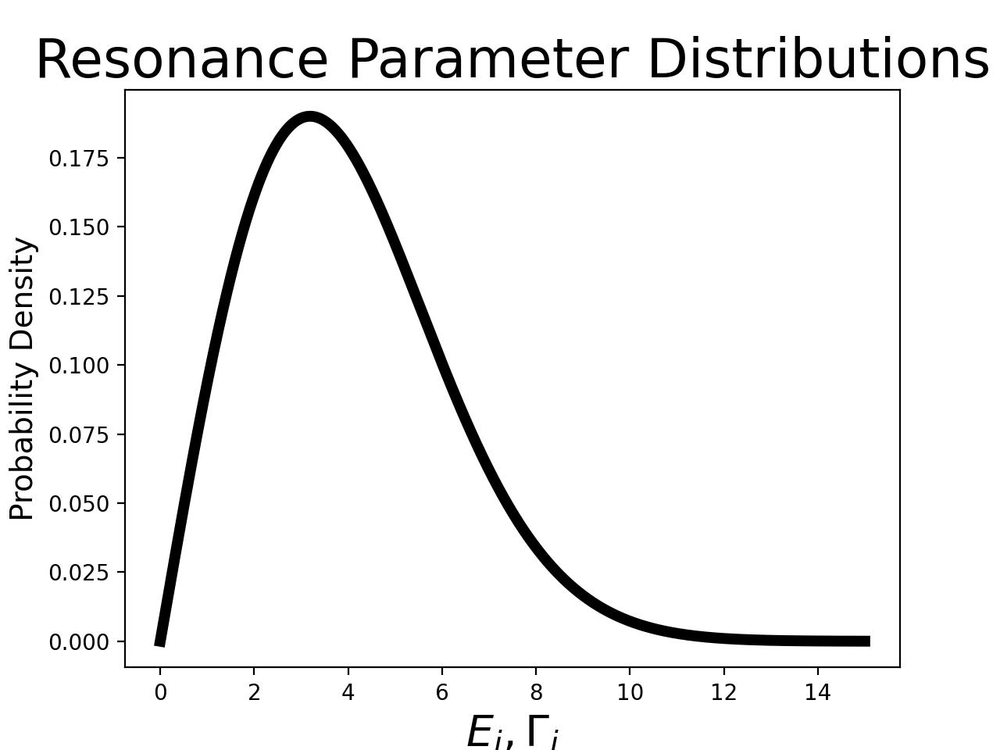 Resonance Parameter Distributions
Probability Density
0.175
0.150
0.125
0.100
0.075
0.050
0.025
0.000
0 2 4 6 8 10 12 14
E_i, Γ_i